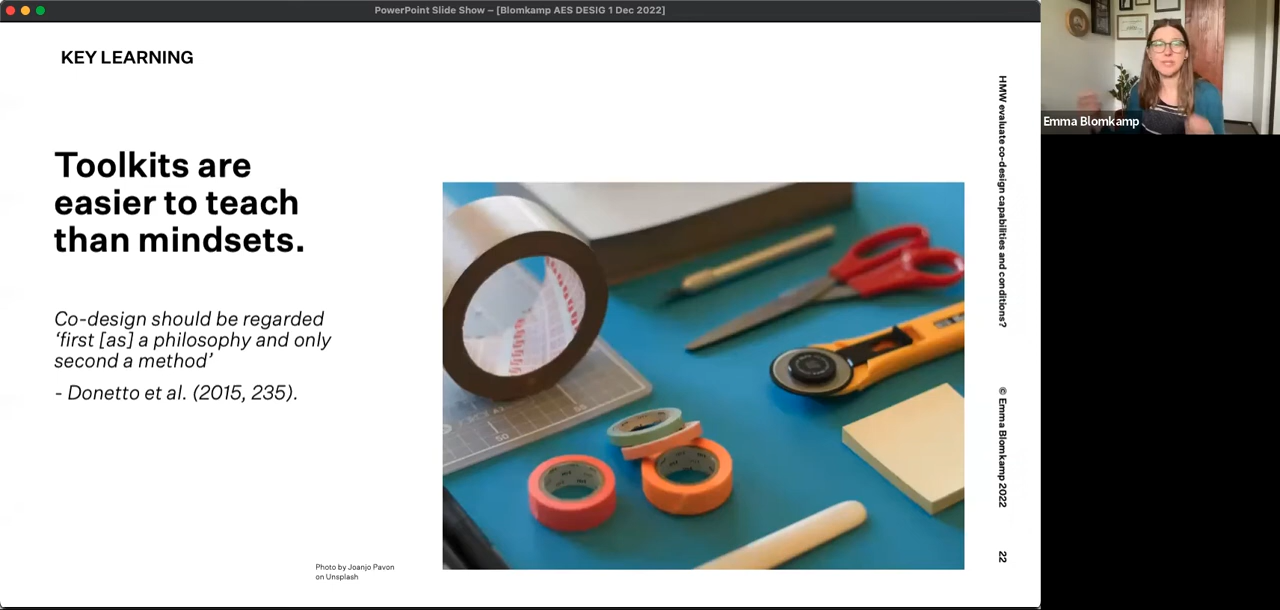 PowerPoint Slide Show – [Blomkamp AES DESIG 1 Dec 2022]
KEY LEARNING
Toolkits are
easier to teach
than mindsets.
Co-design should be regarded
‘first [as] a philosophy and only
second a method’
- Donetto et al. (2015, 235).
Photo by Joanjo Pavon
on Unsplash
HMW evaluate co-design capabilities and conditions?
© Emma Blomkamp 2022
22
Emma Blomkamp
50